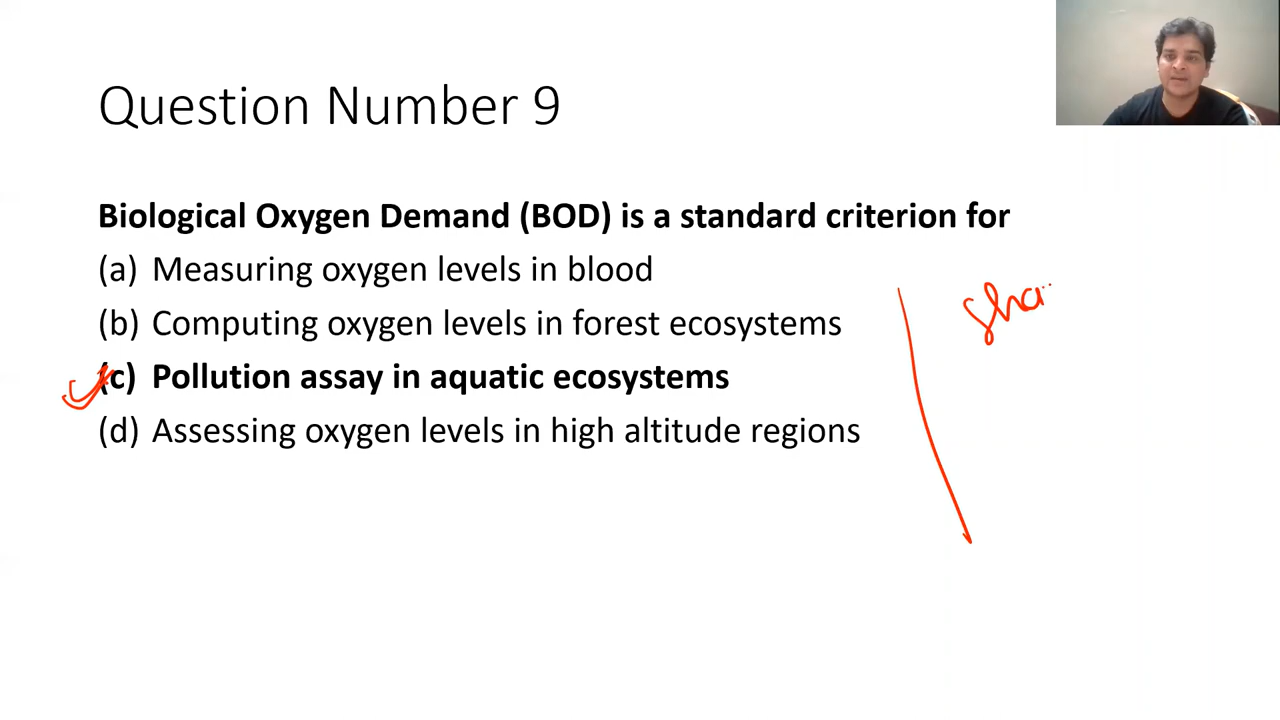 Question Number 9
Biological Oxygen Demand (BOD) is a standard criterion for
(a) Measuring oxygen levels in blood
(b) Computing oxygen levels in forest ecosystems
(c) Pollution assay in aquatic ecosystems
(d) Assessing oxygen levels in high altitude regions